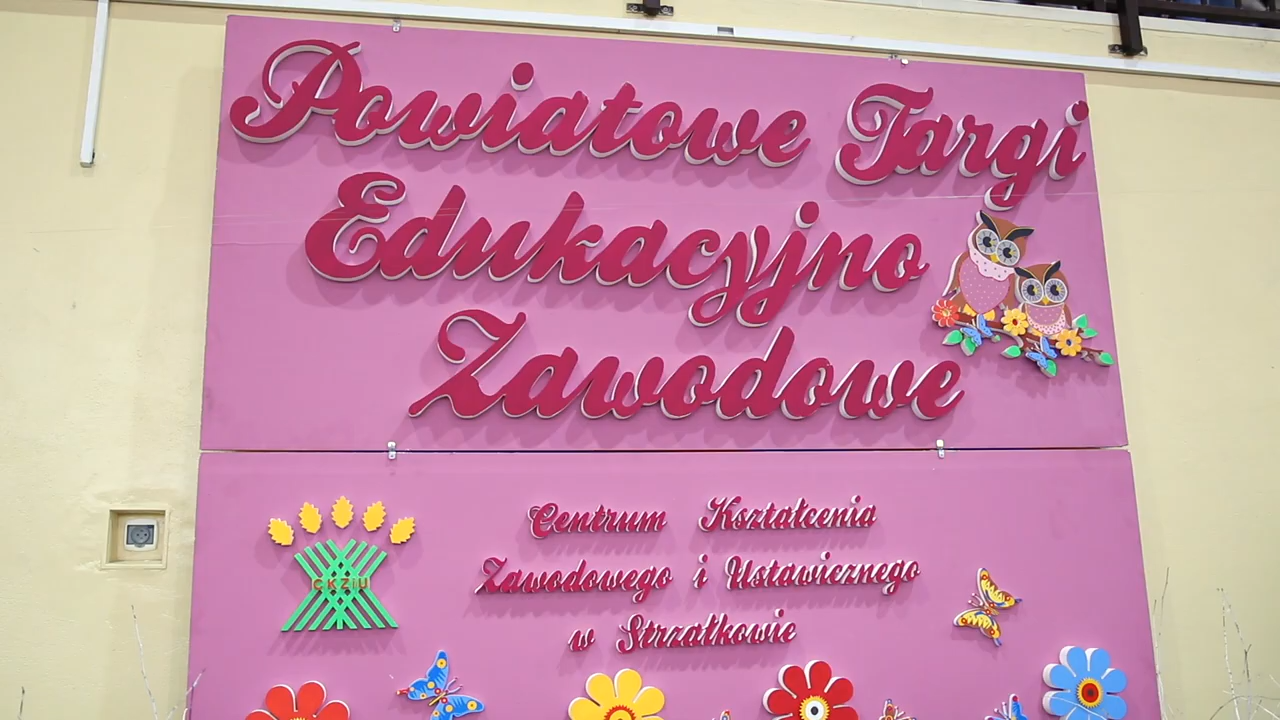 Powiatowe Targi
Edukacyjno
Zawodowe
CKZiU
Centrum Kształcenia
Zawodowego i Ustawicznego
w Strzałkowie